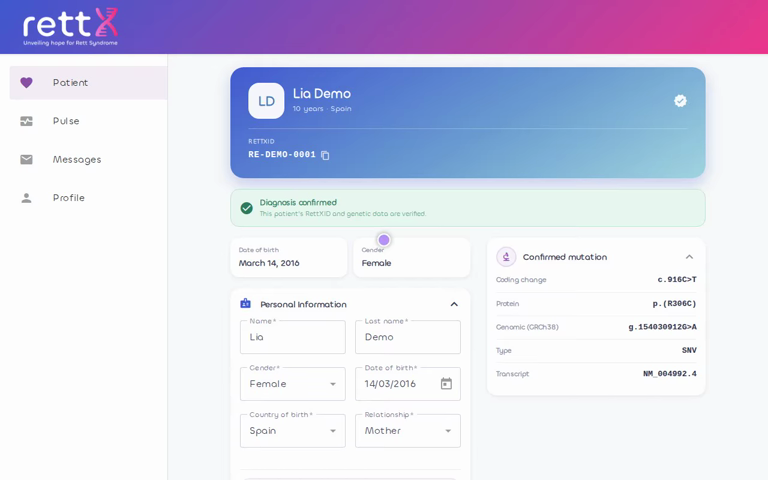 rettX
Unveiling hope for Rett Syndrome
Patient
Pulse
Messages
Profile
LD
Lia Demo
10 years · Spain
RETTXID
RE-DEMO-0001
Diagnosis confirmed
This patient's RettXID and genetic data are verified.
Date of birth
March 14, 2016
Gender
Female
Personal Information
Name*
Lia
Last name*
Demo
Gender*
Female
Date of birth*
14/03/2016
Country of birth*
Spain
Relationship*
Mother
Confirmed mutation
Coding change
c.916C>T
Protein
p.(R306C)
Genomic (GRCh38)
g.154030912G>A
Type
SNV
Transcript
NM_004992.4